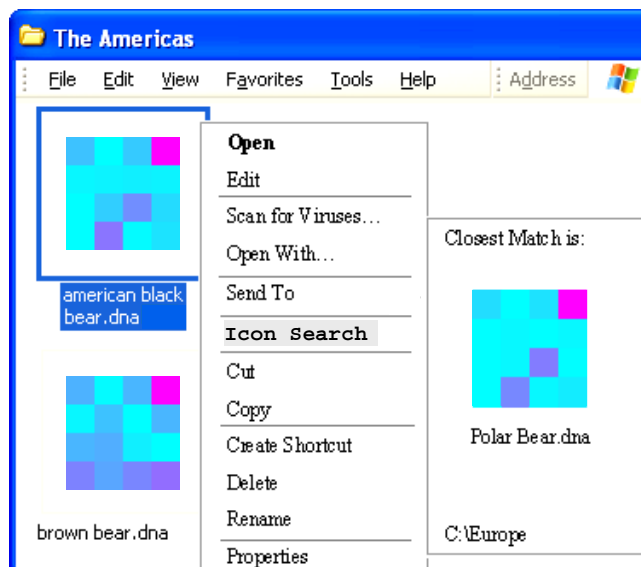 The Americas
File Edit View Favorites Tools Help Address
american black
bear.dna
brown bear.dna
Open
Edit
Scan for Viruses...
Open With...
Send To
Icon Search
Cut
Copy
Create Shortcut
Delete
Rename
Properties
Closest Match is:
Polar Bear.dna
C:\Europe